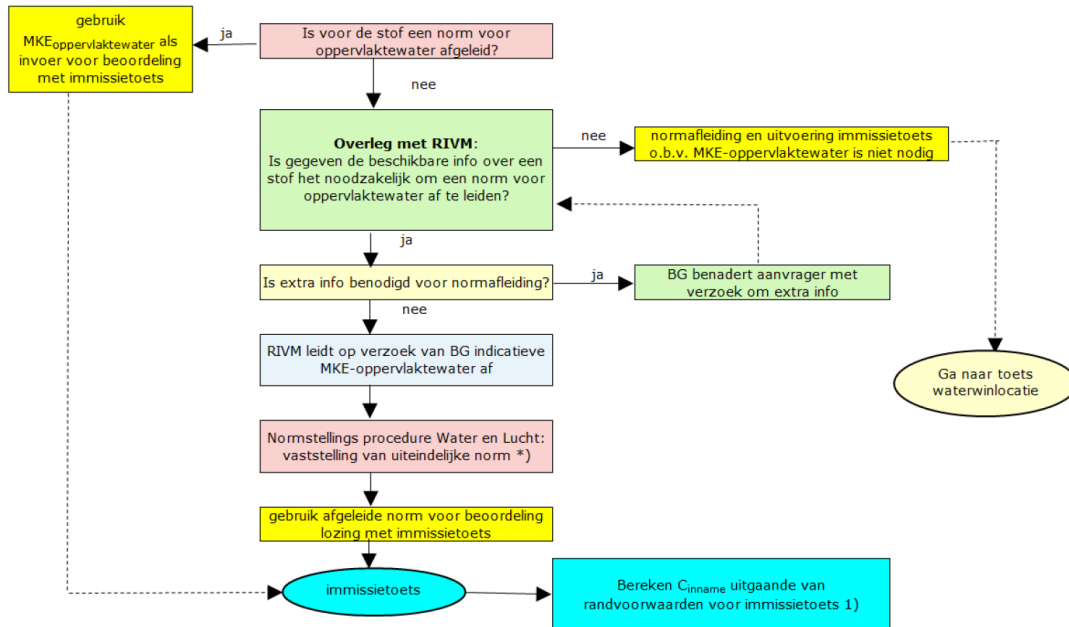 gebruik
MKEoppervlaktewater als
invoer voor beoordeling
met immissietoets
ja
Is voor de stof een norm voor
oppervlaktewater afgeleid?
nee
Overleg met RIVM:
Is gegeven de beschikbare info over een
stof het noodzakelijk om een norm voor
oppervlaktewater af te leiden?
nee
normafleiding en uitvoering immissietoets
o.b.v. MKE-oppervlaktewater is niet nodig
ja
Is extra info benodigd voor normafleiding?
ja
BG benadert aanvrager met
verzoek om extra info
nee
RIVM leidt op verzoek van BG indicatieve
MKE-oppervlaktewater af
Ga naar toets
waterwinlocatie
Normstellings procedure Water en Lucht:
vaststelling van uiteindelijke norm *)
gebruik afgeleide norm voor beoordeling
lozing met immissietoets
immissietoets
Bereken Cinname uitgaande van
randvoorwaarden voor immissietoets 1)